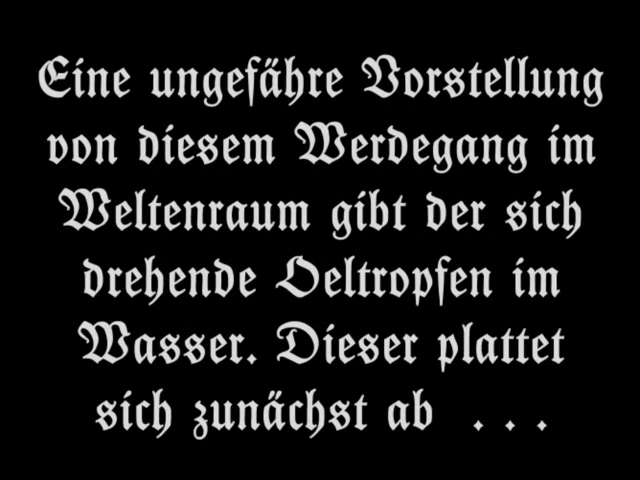 Eine ungefähre Vorstellung
von diesem Werdegang im
Weltenraum gibt der sich
drehende Oeltropfen im
Wasser. Dieser plattet
sich zunächst ab . . .